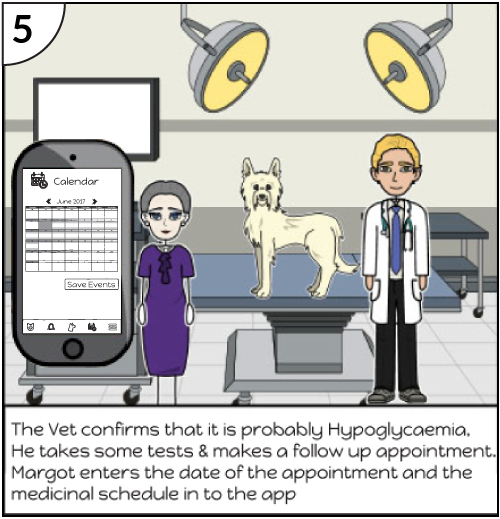 5
Calendar
June 2017
Save Events
The Vet confirms that it is probably Hypoglycaemia,
He takes some tests & makes a follow up appointment.
Margot enters the date of the appointment and the
medicinal schedule in to the app